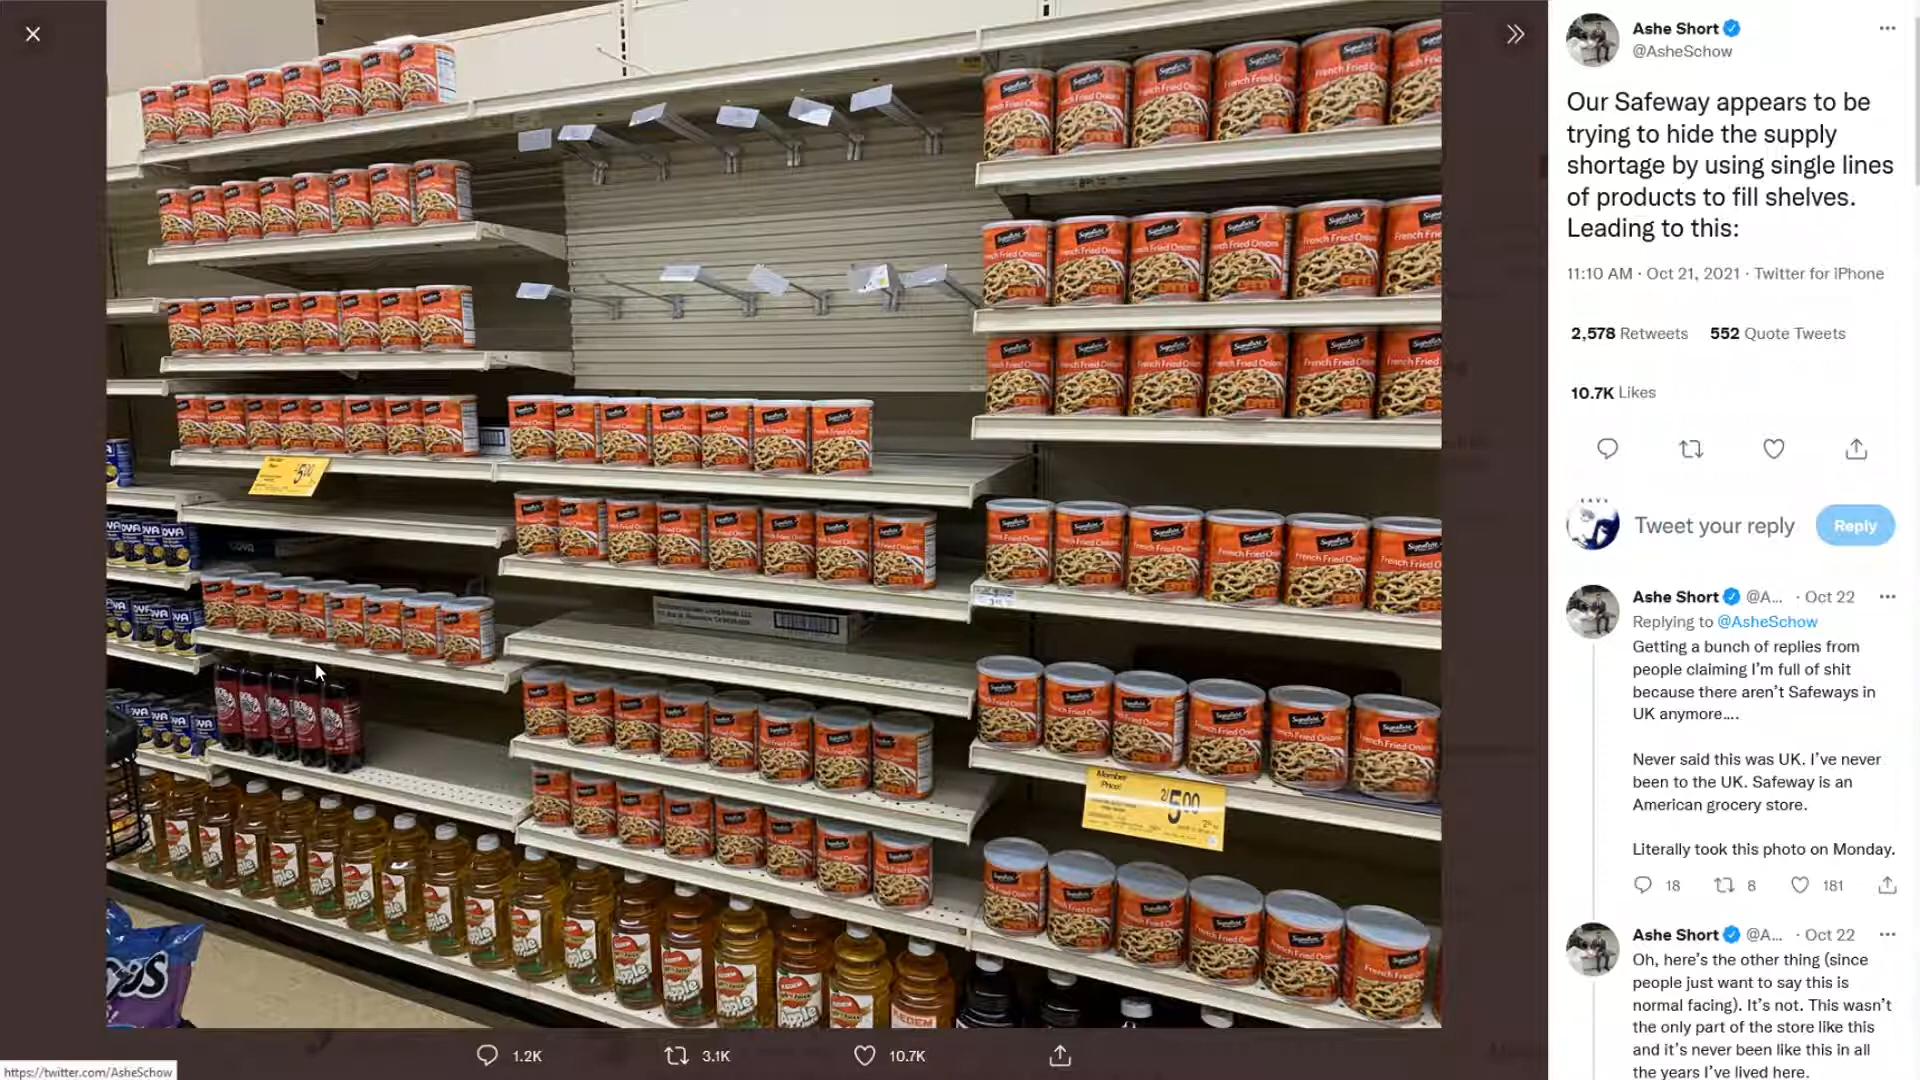 Ashe Short
@AsheSchow
Our Safeway appears to be
trying to hide the supply
shortage by using single lines
of products to fill shelves.
Leading to this:
11:10 AM · Oct 21, 2021 · Twitter for iPhone
2,578 Retweets 552 Quote Tweets
10.7K Likes
Tweet your reply
Reply
Ashe Short @A... · Oct 22
Replying to @AsheSchow
Getting a bunch of replies from
people claiming I'm full of shit
because there aren't Safeways in
UK anymore....
Never said this was UK. I've never
been to the UK. Safeway is an
American grocery store.
Literally took this photo on Monday.
18 8 181
Ashe Short @A... · Oct 22
Oh, here's the other thing (since
people just want to say this is
normal facing). It's not. This wasn't
the only part of the store like this
and it's never been like this in all
the years I've lived here.
1.2K 3.1K 10.7K
https://twitter.com/AsheSchow
Signature
French Fried Onions
Member
Price!
2/5.00
5.00
GOYA
Apple